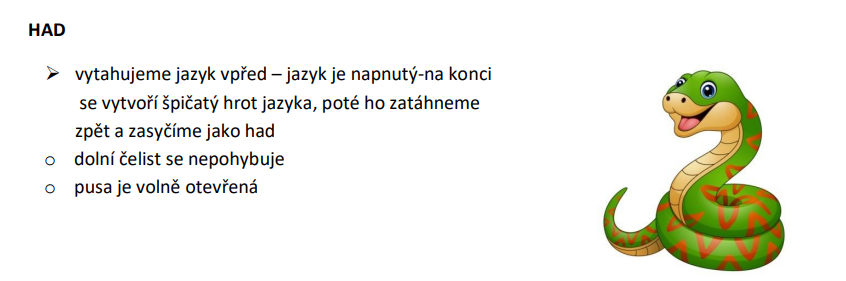 HAD
➢ vytahujeme jazyk vpřed – jazyk je napnutý-na konci
se vytvoří špičatý hrot jazyka, poté ho zatáhneme
zpět a zasyčíme jako had
o dolní čelist se nepohybuje
o pusa je volně otevřená